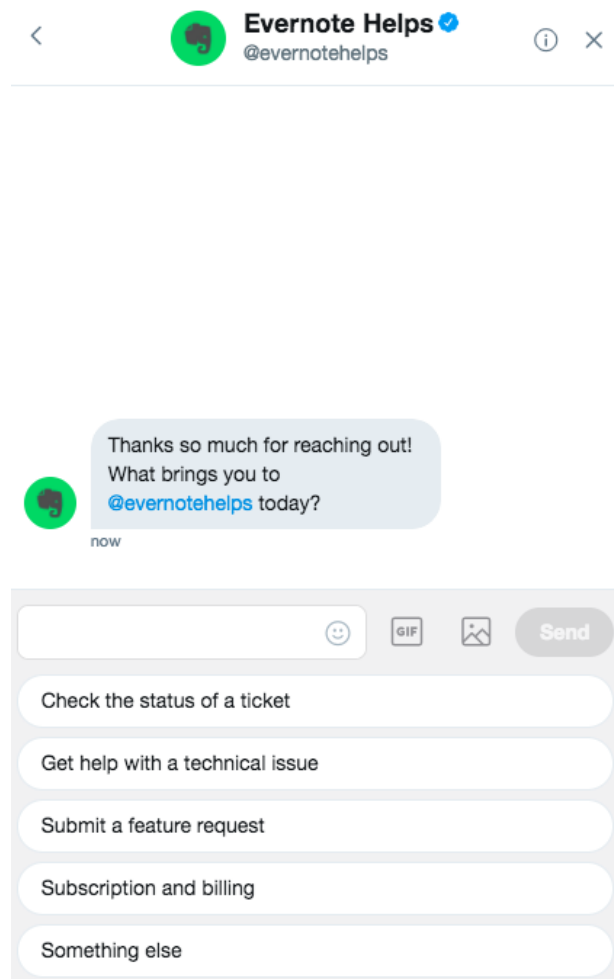 Evernote Helps
@evernotehelps
Thanks so much for reaching out!
What brings you to
@evernotehelps today?
now
GIF
Send
Check the status of a ticket
Get help with a technical issue
Submit a feature request
Subscription and billing
Something else